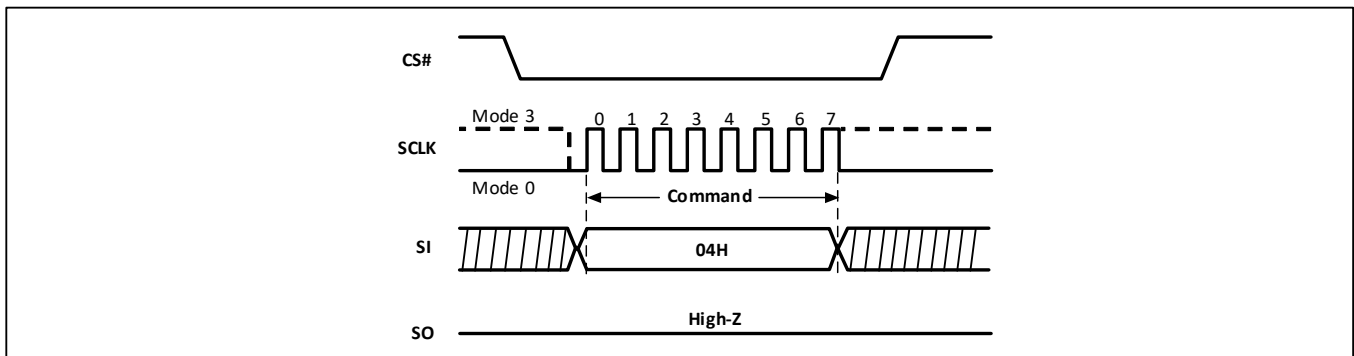 CS#
Mode 3
0 1 2 3 4 5 6 7
SCLK
Mode 0
Command
SI
04H
High-Z
SO